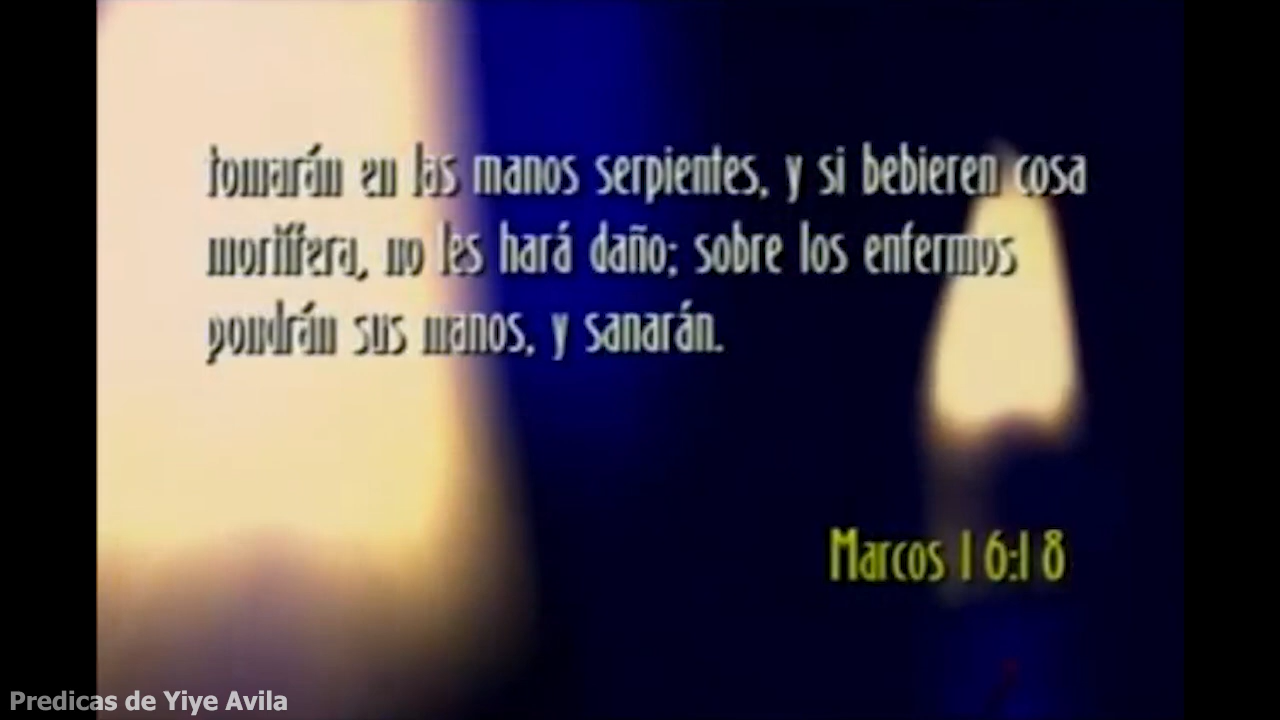 tomarán en las manos serpientes, y si bebieren cosa
mortífera, no les hará daño; sobre los enfermos
pondrán sus manos, y sanarán.
Marcos 16:18
Predicas de Yiye Avila